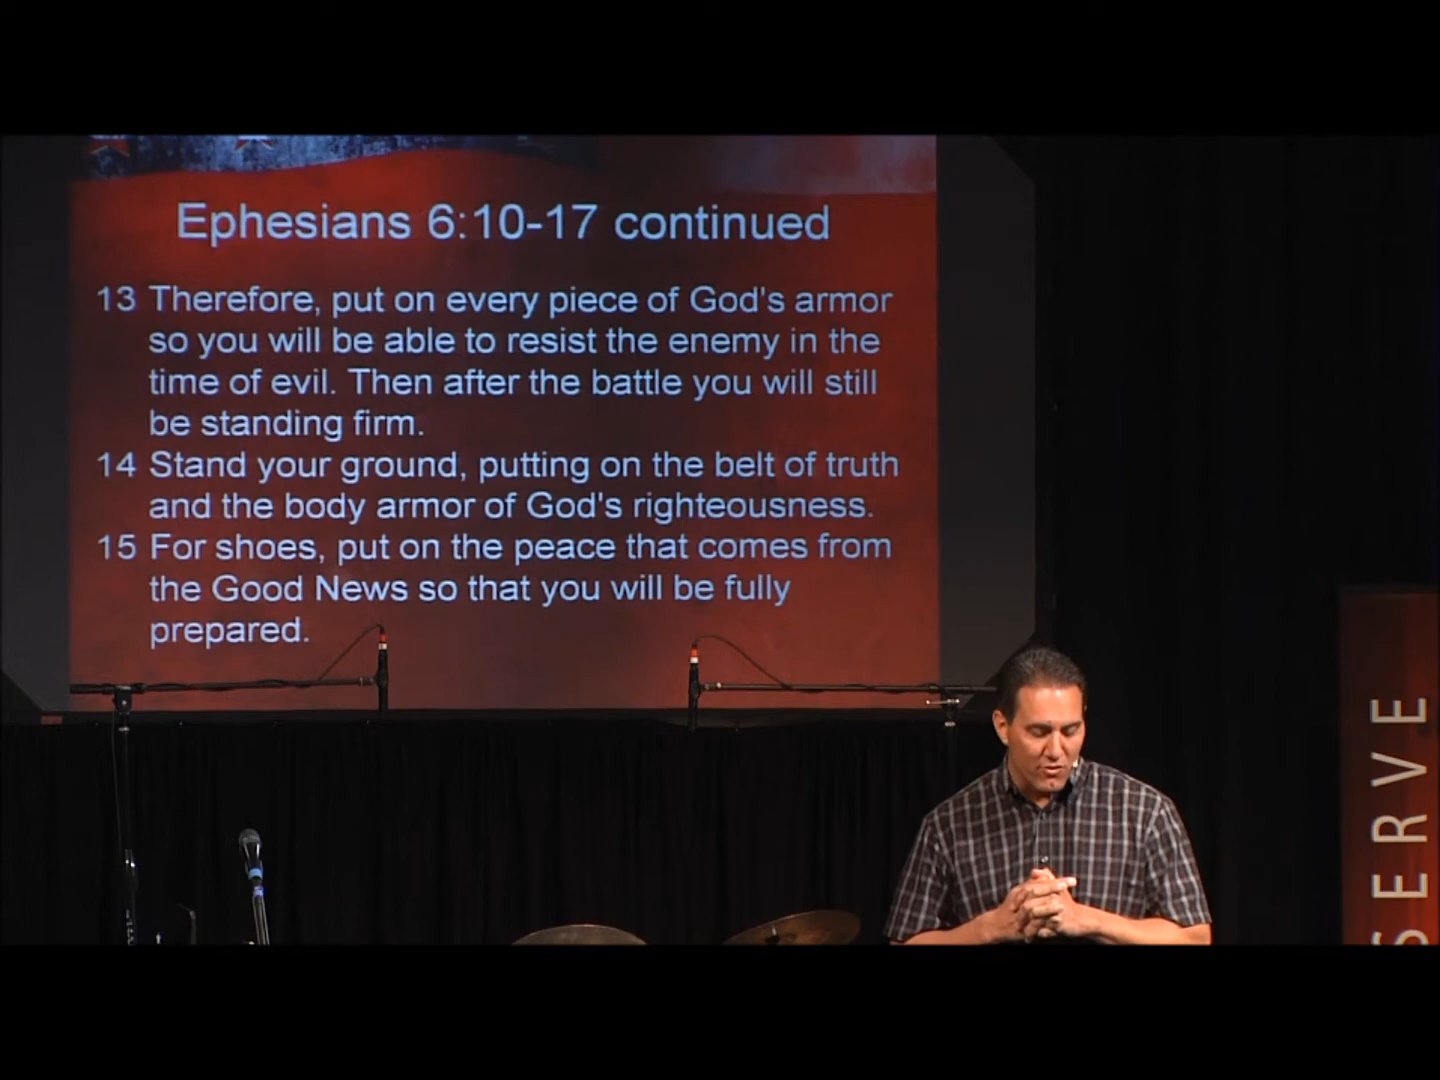 Ephesians 6:10-17 continued
13 Therefore, put on every piece of God's armor
so you will be able to resist the enemy in the
time of evil. Then after the battle you will still
be standing firm.
14 Stand your ground, putting on the belt of truth
and the body armor of God's righteousness.
15 For shoes, put on the peace that comes from
the Good News so that you will be fully
prepared.
SERVE